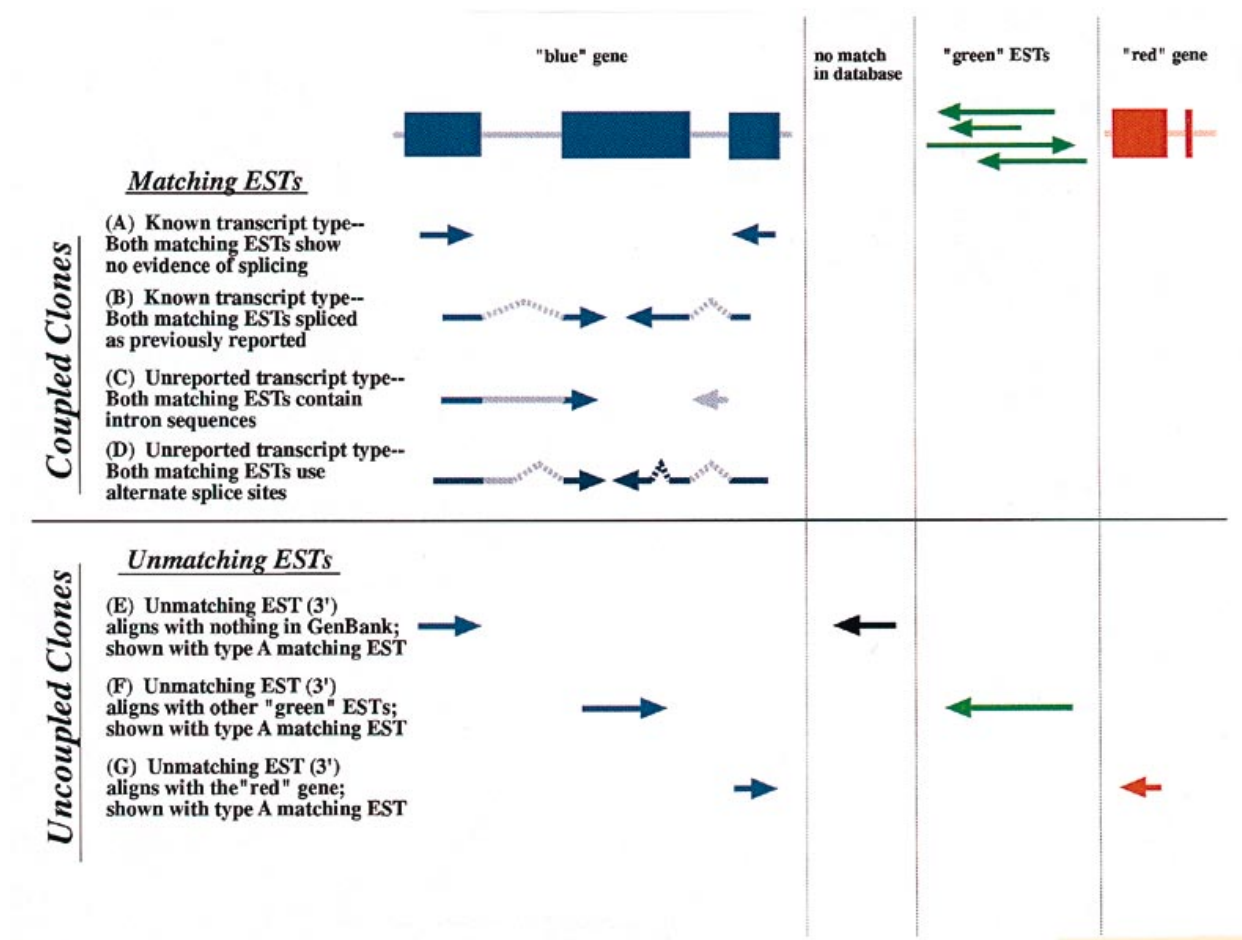 "blue" gene
no match
in database
"green" ESTs
"red" gene
Matching ESTs
Coupled Clones
(A) Known transcript type--
Both matching ESTs show
no evidence of splicing
(B) Known transcript type--
Both matching ESTs spliced
as previously reported
(C) Unreported transcript type--
Both matching ESTs contain
intron sequences
(D) Unreported transcript type--
Both matching ESTs use
alternate splice sites
Unmatching ESTs
Uncoupled Clones
(E) Unmatching EST (3')
aligns with nothing in GenBank;
shown with type A matching EST
(F) Unmatching EST (3')
aligns with other "green" ESTs;
shown with type A matching EST
(G) Unmatching EST (3')
aligns with the"red" gene;
shown with type A matching EST